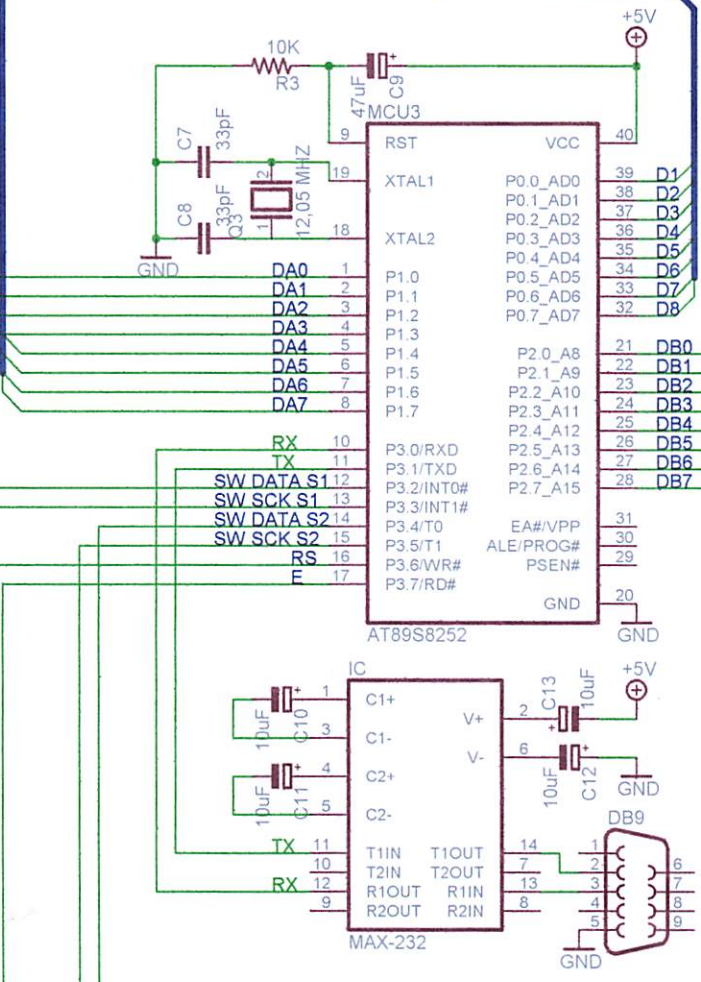 +5V
10K
R3
47uF
C9
MCU3
C7
33pF
C8
33pF
Q3
2
1
12,05 MHZ
GND
9 RST VCC 40
19 XTAL1 P0.0_AD0 39 D1
P0.1_AD1 38 D2
P0.2_AD2 37 D3
18 XTAL2 P0.3_AD3 36 D4
P0.4_AD4 35 D5
DA0 1 P1.0 P0.5_AD5 34 D6
DA1 2 P1.1 P0.6_AD6 33 D7
DA2 3 P1.2 P0.7_AD7 32 D8
DA3 4 P1.3
DA4 5 P1.4 P2.0_A8 21 DB0
DA5 6 P1.5 P2.1_A9 22 DB1
DA6 7 P1.6 P2.2_A10 23 DB2
DA7 8 P1.7 P2.3_A11 24 DB3
P2.4_A12 25 DB4
RX 10 P3.0/RXD P2.5_A13 26 DB5
TX 11 P3.1/TXD P2.6_A14 27 DB6
SW DATA S1 12 P3.2/INT0# P2.7_A15 28 DB7
SW SCK S1 13 P3.3/INT1#
SW DATA S2 14 P3.4/T0 EA#/VPP 31
SW SCK S2 15 P3.5/T1 ALE/PROG# 30
RS 16 P3.6/WR# PSEN# 29
E 17 P3.7/RD#
GND 20
AT89S8252
GND
IC
+5V
1 C1+
10uF
C10
3 C1-
V+ 2
C13
10uF
4 C2+
10uF
C11
5 C2-
V- 6
10uF
C12
GND
DB9
TX 11 T1IN T1OUT 14
10 T2IN T2OUT 7
RX 12 R1OUT R1IN 13
9 R2OUT R2IN 8
1
2 6
3 7
4 8
5 9
MAX-232
GND